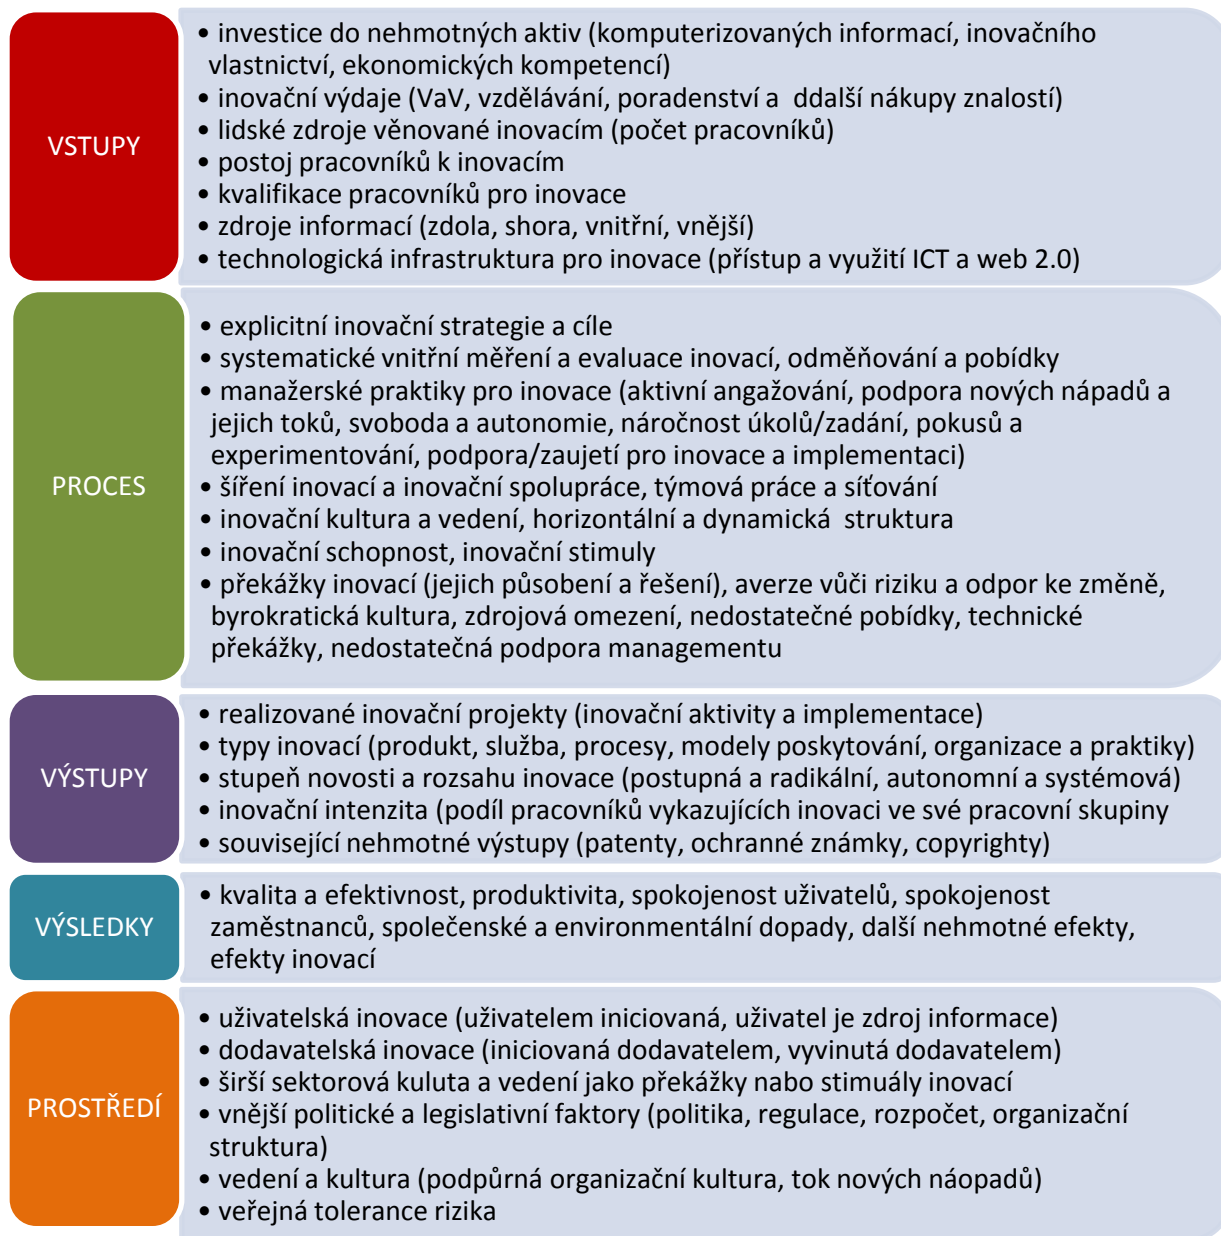 VSTUPY
• investice do nehmotných aktiv (komputerizovaných informací, inovačního
vlastnictví, ekonomických kompetencí)
• inovační výdaje (VaV, vzdělávání, poradenství a  ddalší nákupy znalostí)
• lidské zdroje věnované inovacím (počet pracovníků)
• postoj pracovníků k inovacím
• kvalifikace pracovníků pro inovace
• zdroje informací (zdola, shora, vnitřní, vnější)
• technologická infrastruktura pro inovace (přístup a využití ICT a web 2.0)
PROCES
• explicitní inovační strategie a cíle
• systematické vnitřní měření a evaluace inovací, odměňování a pobídky
• manažerské praktiky pro inovace (aktivní angažování, podpora nových nápadů a
jejich toků, svoboda a autonomie, náročnost úkolů/zadání, pokusů a
experimentování, podpora/zaujetí pro inovace a implementaci)
• šíření inovací a inovační spolupráce, týmová práce a síťování
• inovační kultura a vedení, horizontální a dynamická  struktura
• inovační schopnost, inovační stimuly
• překážky inovací (jejich působení a řešení), averze vůči riziku a odpor ke změně,
byrokratická kultura, zdrojová omezení, nedostatečné pobídky, technické
překážky, nedostatečná podpora managementu
VÝSTUPY
• realizované inovační projekty (inovační aktivity a implementace)
• typy inovací (produkt, služba, procesy, modely poskytování, organizace a praktiky)
• stupeň novosti a rozsahu inovace (postupná a radikální, autonomní a systémová)
• inovační intenzita (podíl pracovníků vykazujících inovaci ve své pracovní skupiny
• související nehmotné výstupy (patenty, ochranné známky, copyrighty)
VÝSLEDKY
• kvalita a efektivnost, produktivita, spokojenost uživatelů, spokojenost
zaměstnanců, společenské a environmentální dopady, další nehmotné efekty,
efekty inovací
PROSTŘEDÍ
• uživatelská inovace (uživatelem iniciovaná, uživatel je zdroj informace)
• dodavatelská inovace (iniciovaná dodavatelem, vyvinutá dodavatelem)
• širší sektorová kuluta a vedení jako překážky nabo stimuály inovací
• vnější politické a legislativní faktory (politika, regulace, rozpočet, organizační
struktura)
• vedení a kultura (podpůrná organizační kultura, tok nových náopadů)
• veřejná tolerance rizika